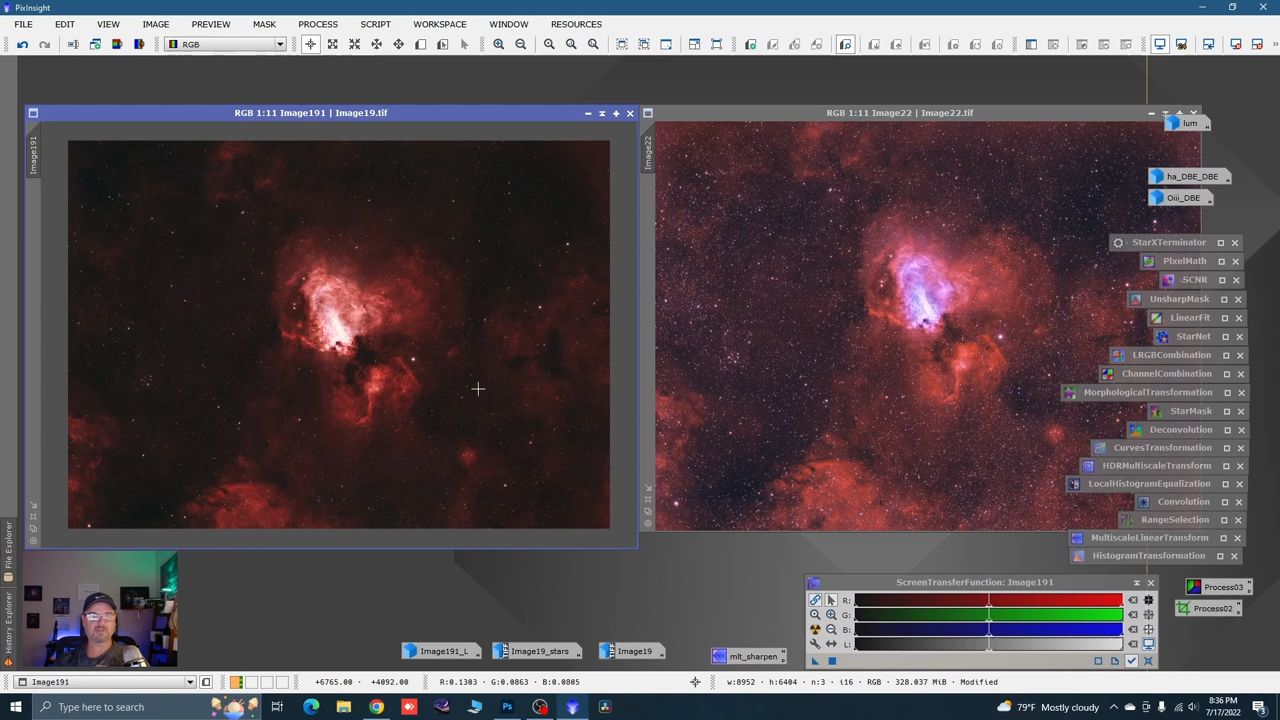 PixInsight
FILE EDIT VIEW IMAGE PREVIEW MASK PROCESS SCRIPT WORKSPACE WINDOW RESOURCES
RGB
RGB 1:11 Image191 | Image19.tif
RGB 1:11 Image22 | Image22.tif
Image191
Image22
lum
ha_DBE_DBE
Oiii_DBE
StarXTerminator
PixelMath
SCNR
UnsharpMask
LinearFit
StarNet
LRGBCombination
ChannelCombination
MorphologicalTransformation
StarMask
Deconvolution
CurvesTransformation
HDRMultiscaleTransform
LocalHistogramEqualization
Convolution
RangeSelection
MultiscaleLinearTransform
HistogramTransformation
File Explorer
History Explorer
ScreenTransferFunction: Image191
R:
G:
B:
L:
Process03
Process02
Image191_L
Image19_stars
Image19
mlt_sharpen
Image191
+6765.00 · +4092.00
R:0.1303 · G:0.0863 · B:0.0805
w:8952 · h:6404 · n:3 · i16 · RGB · 328.037 MiB · Modified
Type here to search
Ps
79°F Mostly cloudy
8:36 PM
7/17/2022
3